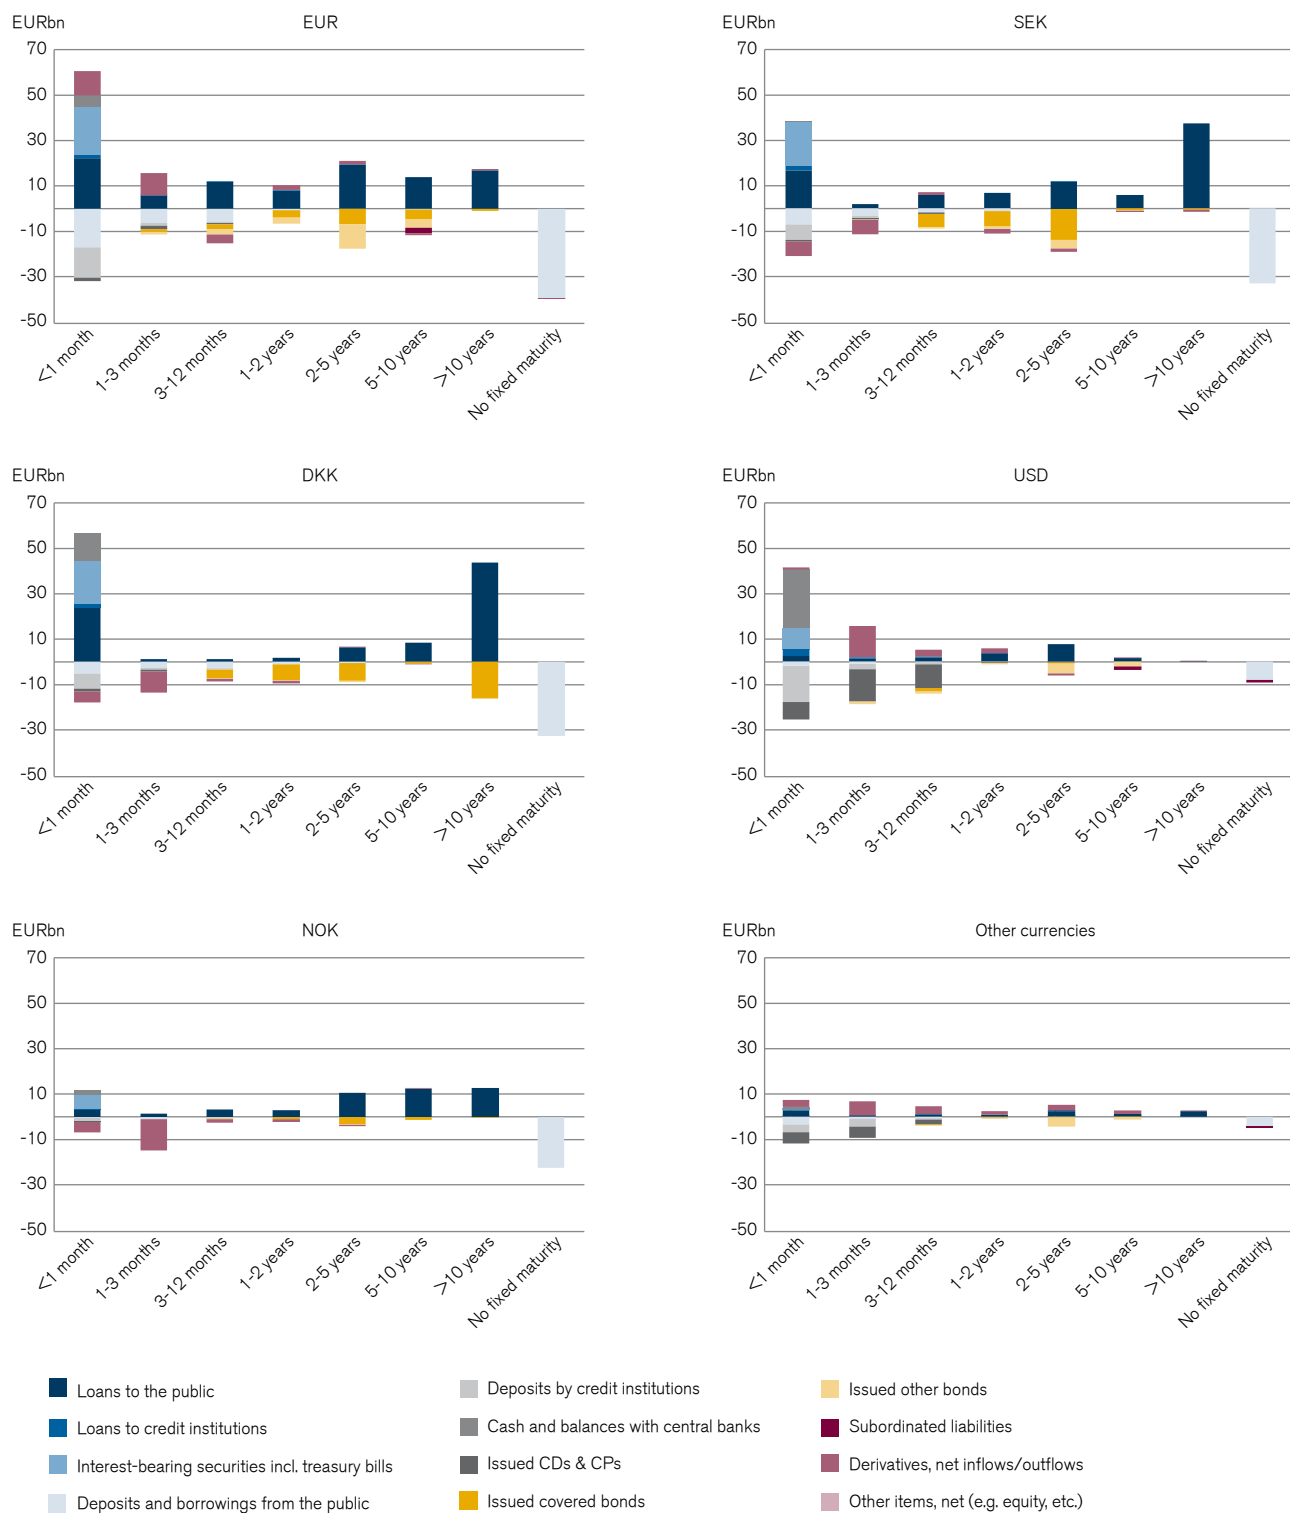 EURbn EUR
70
50
30
10
-10
-30
-50
<1 month
1-3 months
3-12 months
1-2 years
2-5 years
5-10 years
>10 years
No fixed maturity
EURbn SEK
70
50
30
10
-10
-30
-50
<1 month
1-3 months
3-12 months
1-2 years
2-5 years
5-10 years
>10 years
No fixed maturity
EURbn DKK
70
50
30
10
-10
-30
-50
<1 month
1-3 months
3-12 months
1-2 years
2-5 years
5-10 years
>10 years
No fixed maturity
EURbn USD
70
50
30
10
-10
-30
-50
<1 month
1-3 months
3-12 months
1-2 years
2-5 years
5-10 years
>10 years
No fixed maturity
EURbn NOK
70
50
30
10
-10
-30
-50
<1 month
1-3 months
3-12 months
1-2 years
2-5 years
5-10 years
>10 years
No fixed maturity
EURbn Other currencies
70
50
30
10
-10
-30
-50
<1 month
1-3 months
3-12 months
1-2 years
2-5 years
5-10 years
>10 years
No fixed maturity
Loans to the public
Loans to credit institutions
Interest-bearing securities incl. treasury bills
Deposits and borrowings from the public
Deposits by credit institutions
Cash and balances with central banks
Issued CDs & CPs
Issued covered bonds
Issued other bonds
Subordinated liabilities
Derivatives, net inflows/outflows
Other items, net (e.g. equity, etc.)